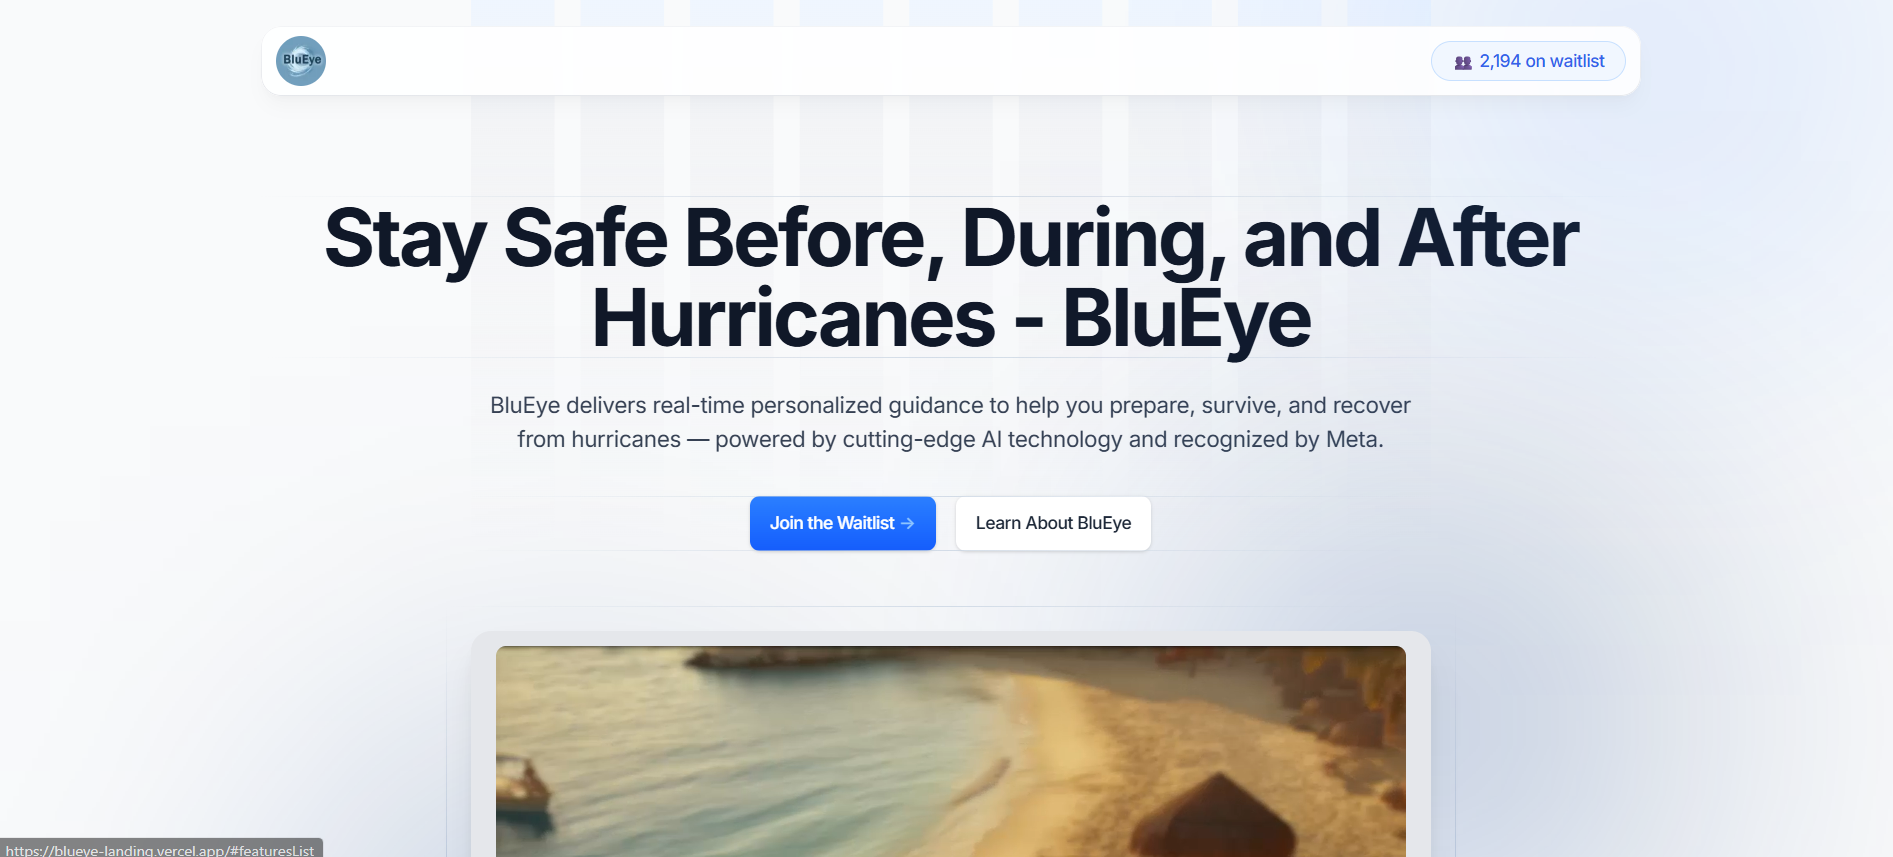 BluEye
2,194 on waitlist
Stay Safe Before, During, and After
Hurricanes - BluEye
BluEye delivers real-time personalized guidance to help you prepare, survive, and recover
from hurricanes — powered by cutting-edge AI technology and recognized by Meta.
Join the Waitlist →
Learn About BluEye
https://blueye-landing.vercel.app/#featuresList